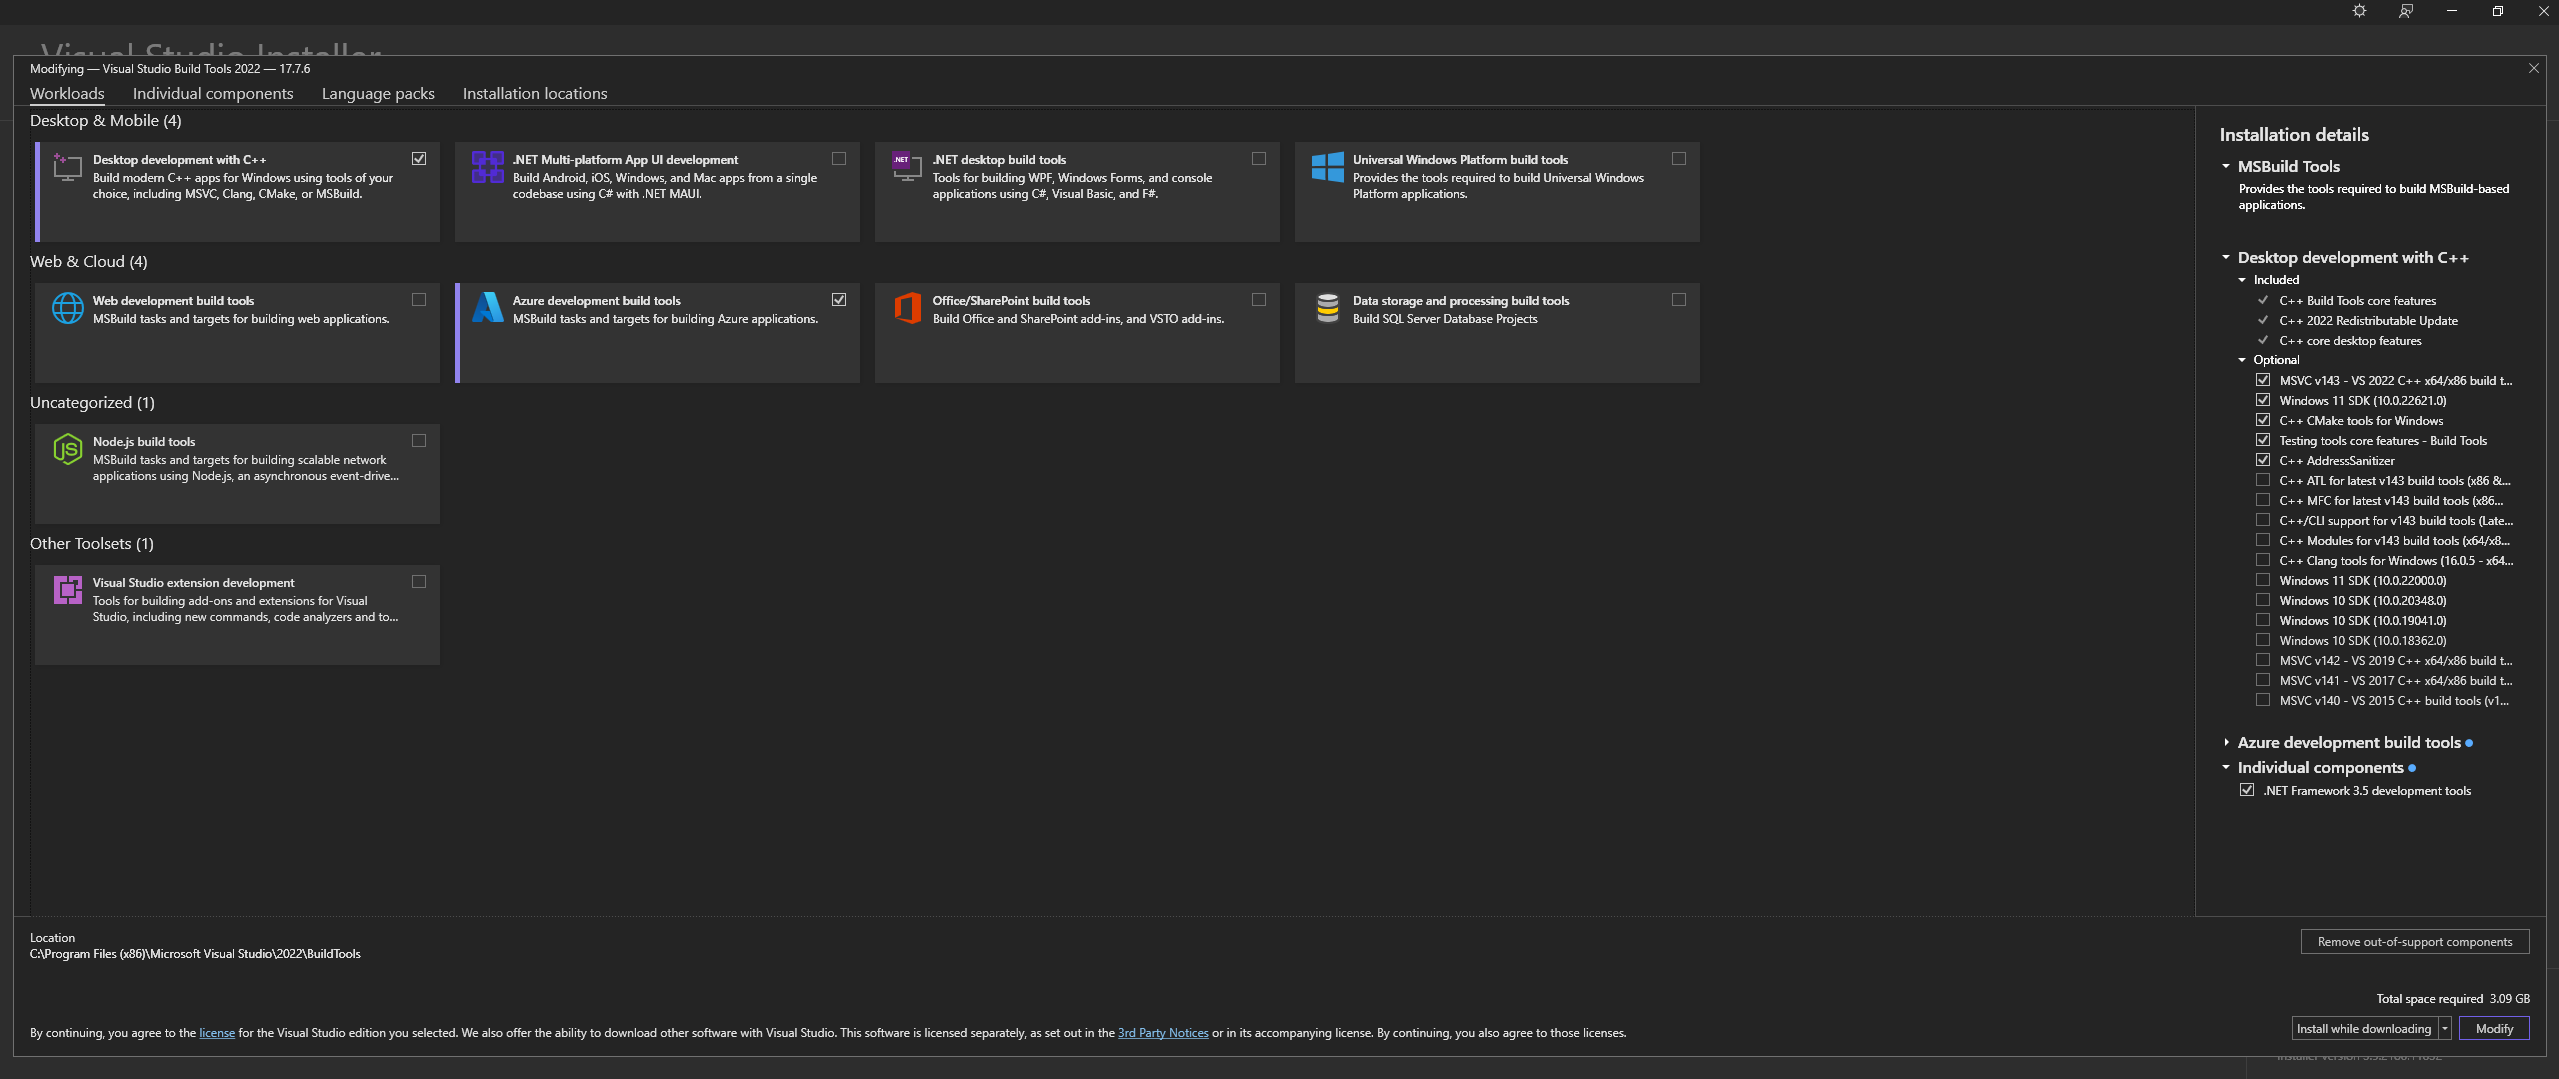 Visual Studio Installer
Modifying — Visual Studio Build Tools 2022 — 17.7.6
Workloads
Individual components
Language packs
Installation locations
Desktop & Mobile (4)
Desktop development with C++
Build modern C++ apps for Windows using tools of your
choice, including MSVC, Clang, CMake, or MSBuild.
.NET Multi-platform App UI development
Build Android, iOS, Windows, and Mac apps from a single
codebase using C# with .NET MAUI.
.NET
.NET desktop build tools
Tools for building WPF, Windows Forms, and console
applications using C#, Visual Basic, and F#.
Universal Windows Platform build tools
Provides the tools required to build Universal Windows
Platform applications.
Web & Cloud (4)
Web development build tools
MSBuild tasks and targets for building web applications.
Azure development build tools
MSBuild tasks and targets for building Azure applications.
Office/SharePoint build tools
Build Office and SharePoint add-ins, and VSTO add-ins.
Data storage and processing build tools
Build SQL Server Database Projects
Uncategorized (1)
JS
Node.js build tools
MSBuild tasks and targets for building scalable network
applications using Node.js, an asynchronous event-drive...
Other Toolsets (1)
Visual Studio extension development
Tools for building add-ons and extensions for Visual
Studio, including new commands, code analyzers and to...
Installation details
MSBuild Tools
Provides the tools required to build MSBuild-based
applications.
Desktop development with C++
Included
C++ Build Tools core features
C++ 2022 Redistributable Update
C++ core desktop features
Optional
MSVC v143 - VS 2022 C++ x64/x86 build t...
Windows 11 SDK (10.0.22621.0)
C++ CMake tools for Windows
Testing tools core features - Build Tools
C++ AddressSanitizer
C++ ATL for latest v143 build tools (x86 &...
C++ MFC for latest v143 build tools (x86...
C++/CLI support for v143 build tools (Late...
C++ Modules for v143 build tools (x64/x8...
C++ Clang tools for Windows (16.0.5 - x64...
Windows 11 SDK (10.0.22000.0)
Windows 10 SDK (10.0.20348.0)
Windows 10 SDK (10.0.19041.0)
Windows 10 SDK (10.0.18362.0)
MSVC v142 - VS 2019 C++ x64/x86 build t...
MSVC v141 - VS 2017 C++ x64/x86 build t...
MSVC v140 - VS 2015 C++ build tools (v1...
Azure development build tools
Individual components
.NET Framework 3.5 development tools
Location
C:\Program Files (x86)\Microsoft Visual Studio\2022\BuildTools
Remove out-of-support components
Total space required 3.09 GB
By continuing, you agree to the license for the Visual Studio edition you selected. We also offer the ability to download other software with Visual Studio. This software is licensed separately, as set out in the 3rd Party Notices or in its accompanying license. By continuing, you also agree to those licenses.
Install while downloading
Modify